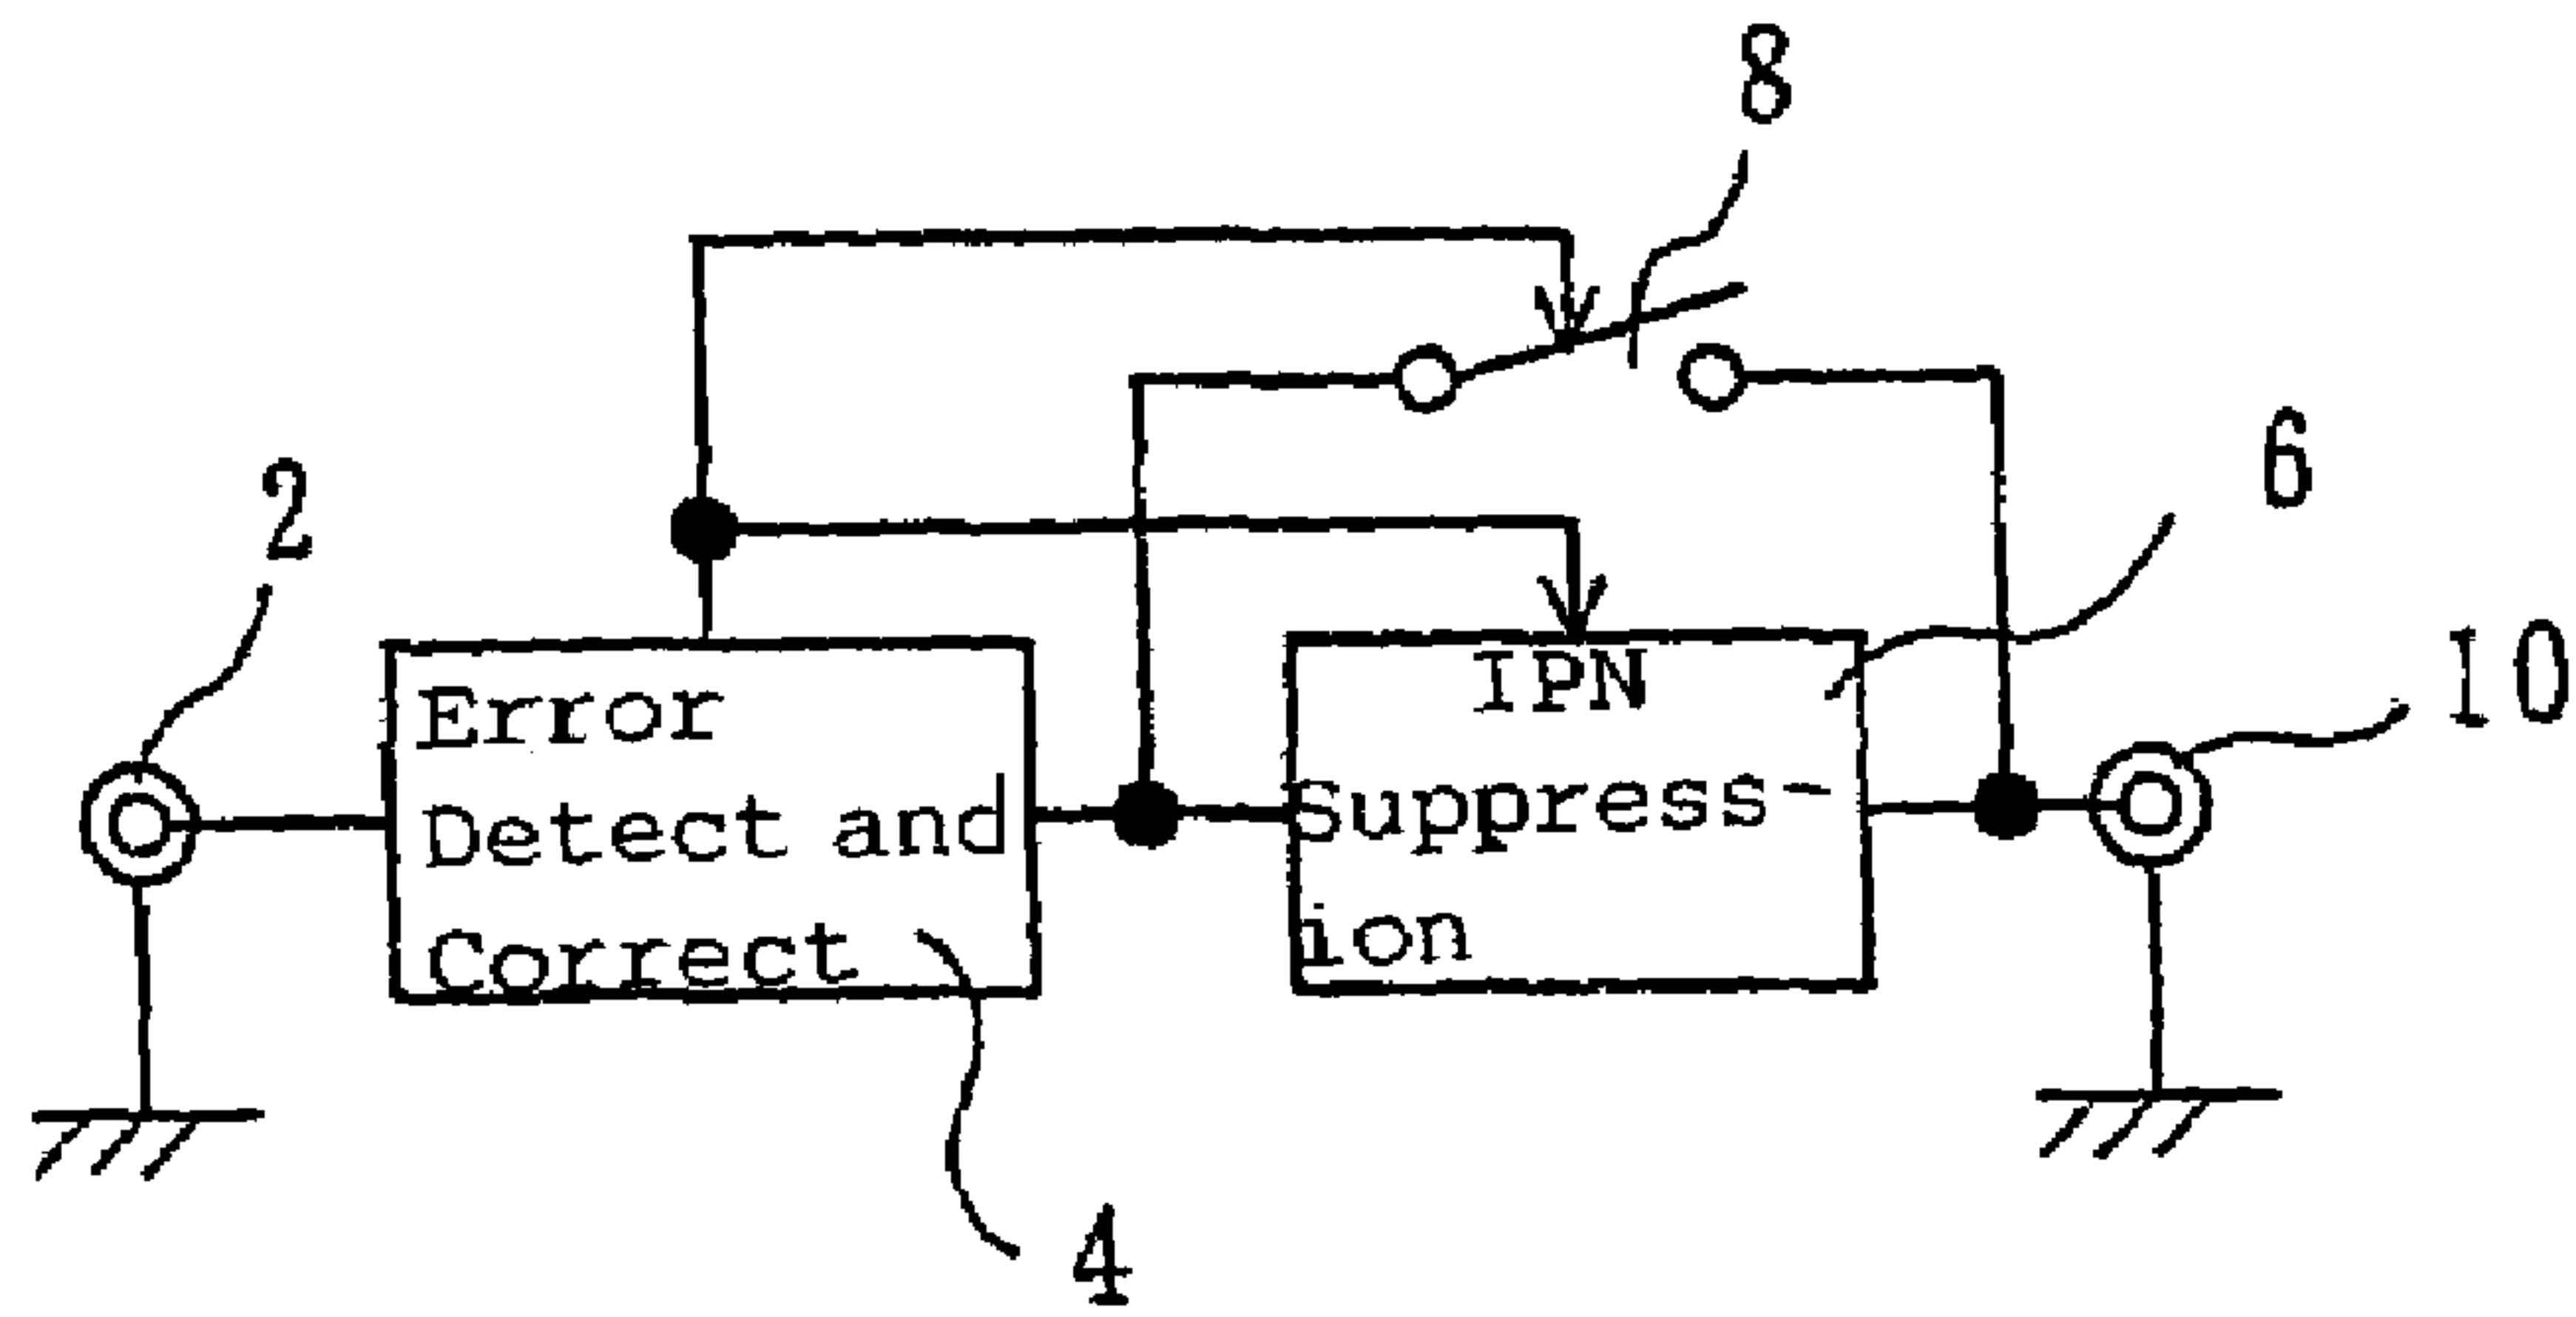 8
2
6
10
Error
Detect and
Correct
IPN
Suppress-
ion
4